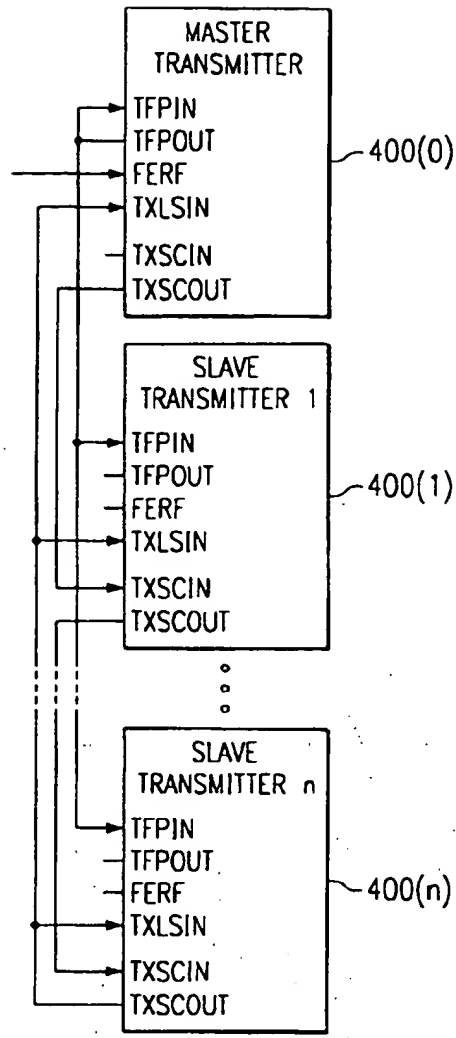 MASTER
TRANSMITTER
TFPIN
TFPOUT
400(0)
FERF
TXLSIN
TXSCIN
TXSCOUT
SLAVE
TRANSMITTER 1
TFPIN
TFPOUT
400(1)
FERF
TXLSIN
TXSCIN
TXSCOUT
SLAVE
TRANSMITTER n
TFPIN
TFPOUT
FERF
400(n)
TXLSIN
TXSCIN
TXSCOUT